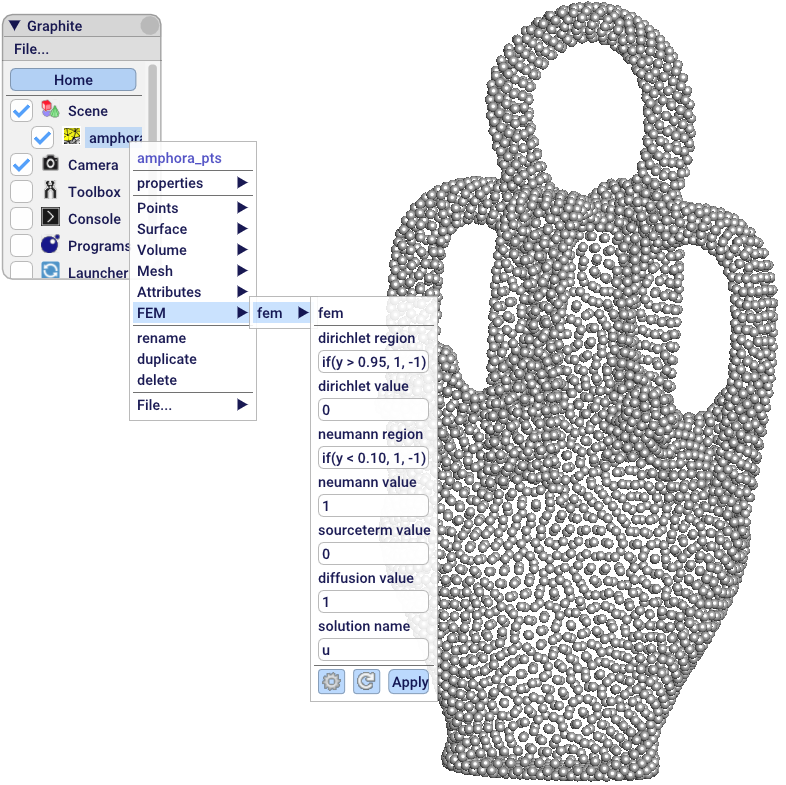 Graphite
File...
Home
Scene
amphora
Camera
Toolbox
Console
Programs
Launcher
amphora_pts
properties
Points
Surface
Volume
Mesh
Attributes
FEM
rename
duplicate
delete
File...
fem
fem
dirichlet region
if(y > 0.95, 1, -1)
dirichlet value
0
neumann region
if(y < 0.10, 1, -1)
neumann value
1
sourceterm value
0
diffusion value
1
solution name
u
Apply